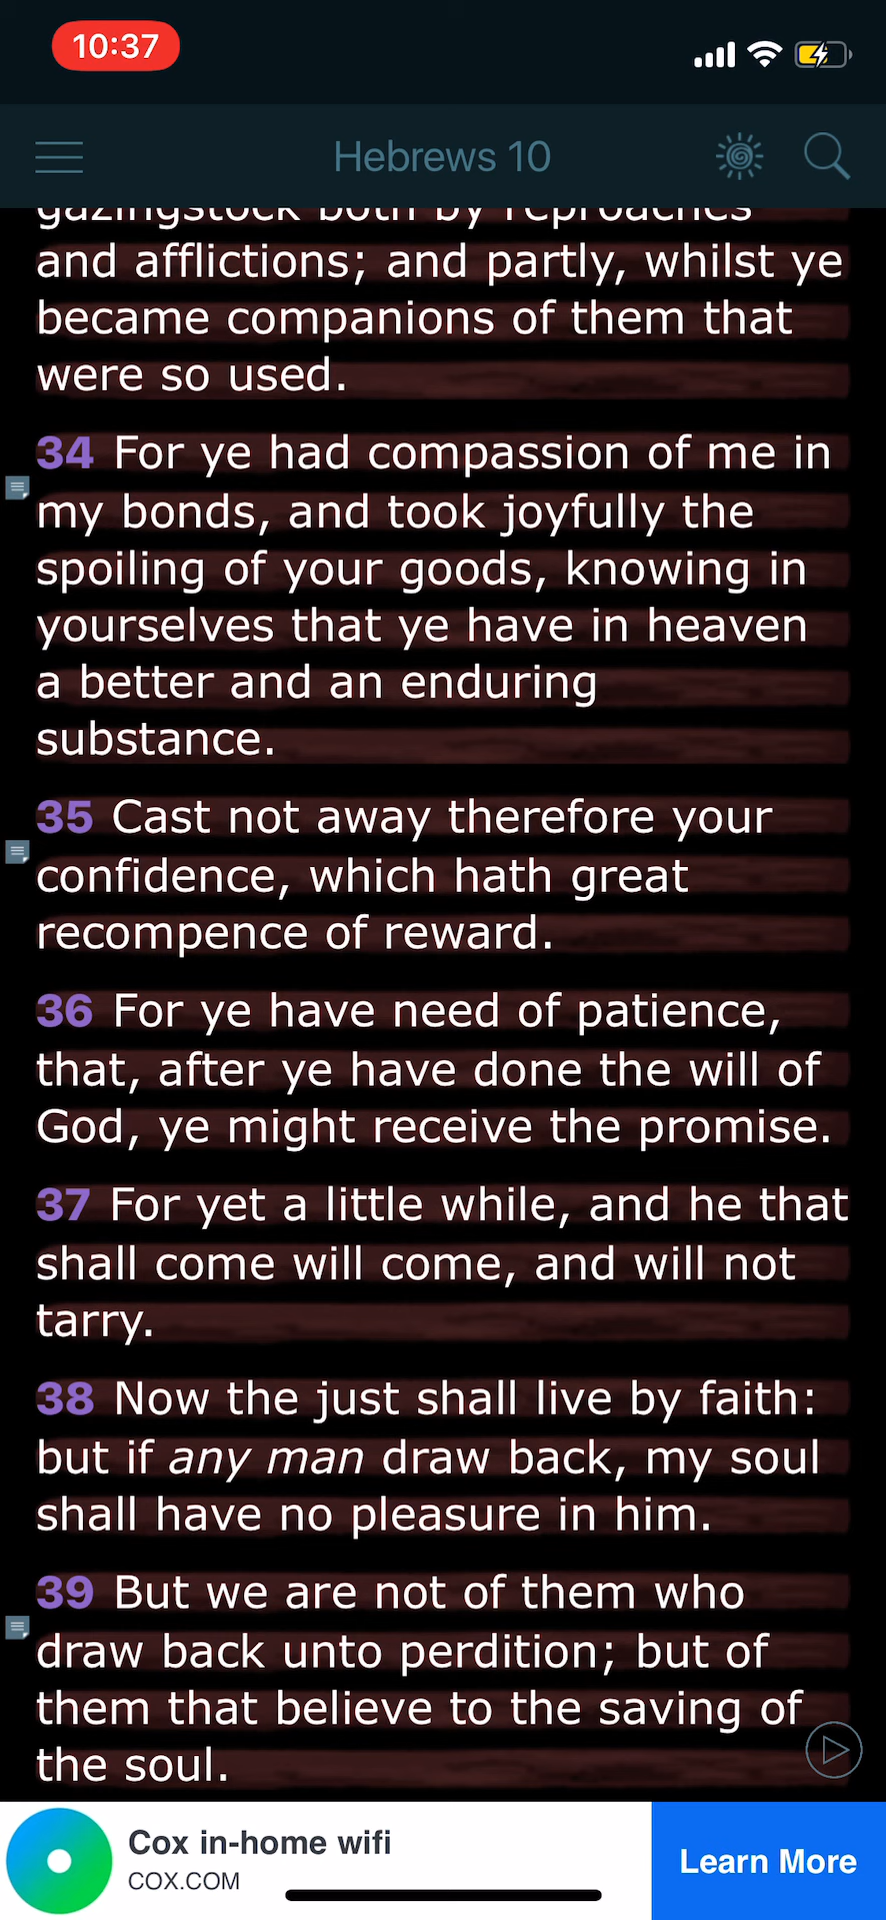 10:37
Hebrews 10
gazingstock both by reproaches
and afflictions; and partly, whilst ye
became companions of them that
were so used.
34 For ye had compassion of me in
my bonds, and took joyfully the
spoiling of your goods, knowing in
yourselves that ye have in heaven
a better and an enduring
substance.
35 Cast not away therefore your
confidence, which hath great
recompence of reward.
36 For ye have need of patience,
that, after ye have done the will of
God, ye might receive the promise.
37 For yet a little while, and he that
shall come will come, and will not
tarry.
38 Now the just shall live by faith:
but if any man draw back, my soul
shall have no pleasure in him.
39 But we are not of them who
draw back unto perdition; but of
them that believe to the saving of
the soul.
Cox in-home wifi
COX.COM
Learn More